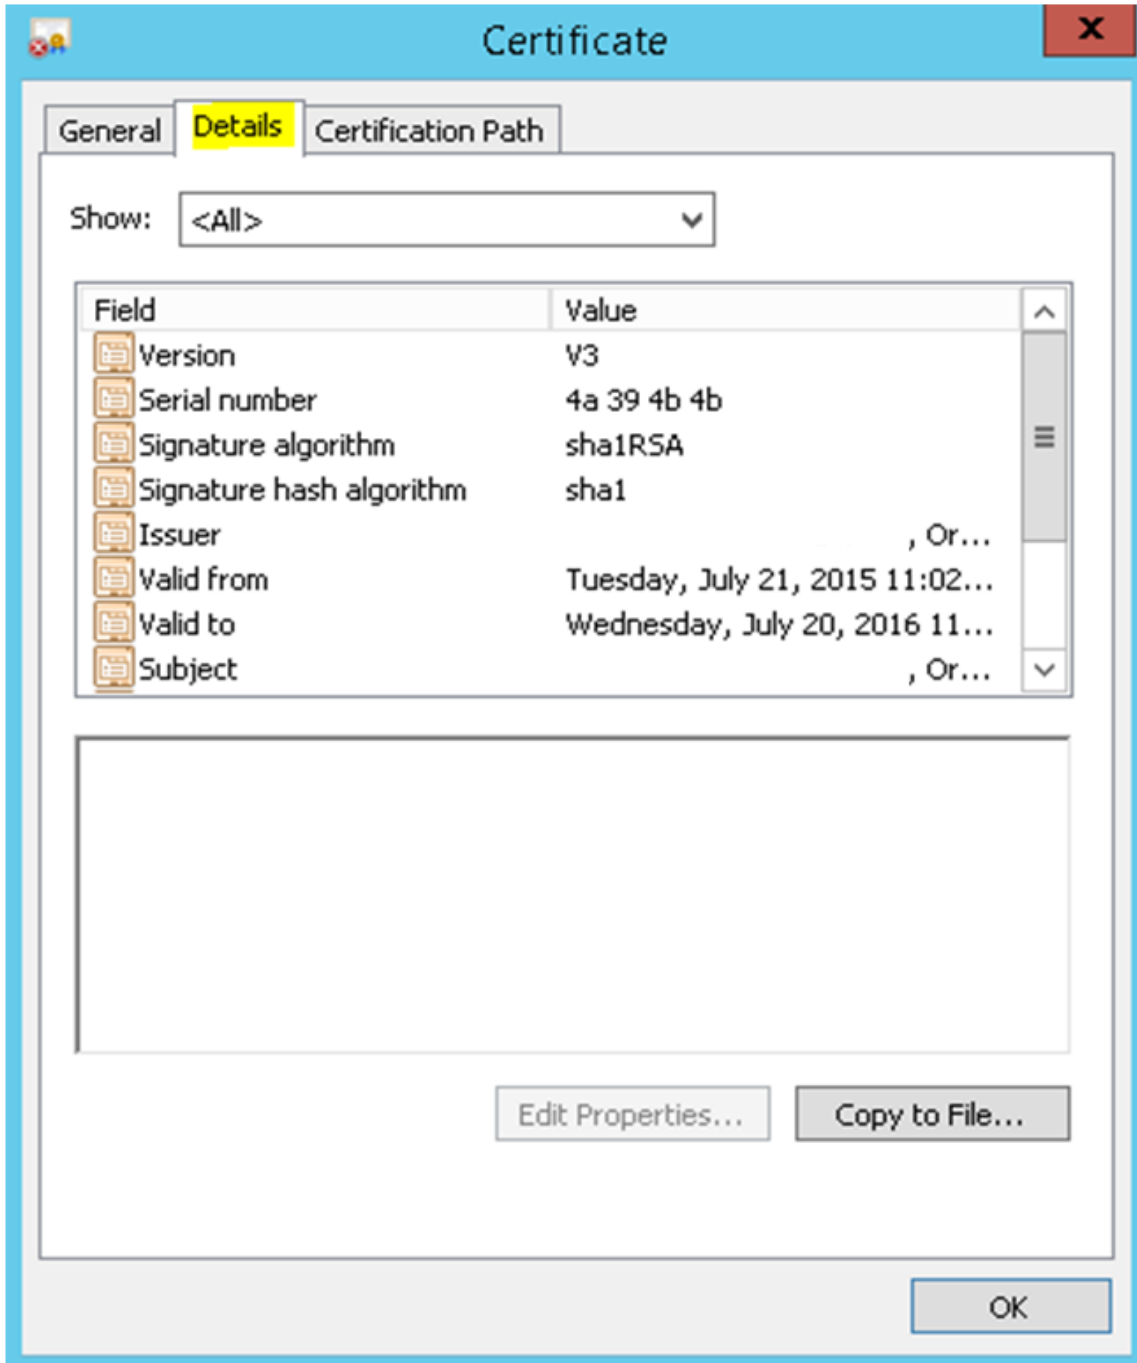 Certificate
x
General Details Certification Path
Show: <All>
Field Value
Version V3
Serial number 4a 39 4b 4b
Signature algorithm sha1RSA
Signature hash algorithm sha1
Issuer , Or...
Valid from Tuesday, July 21, 2015 11:02...
Valid to Wednesday, July 20, 2016 11...
Subject , Or...
Edit Properties... Copy to File...
OK